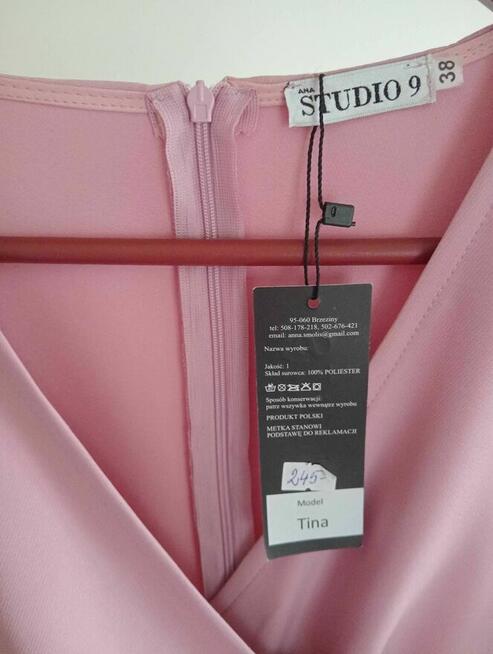 ANA
STUDIO 9
38
95-060 Brzeziny
tel: 508-178-218, 502-676-421
email: anna.smolis@gmail.com
Nazwa wyrobu:
Jakość: 1
Skład surowca: 100% POLIESTER
Sposób konserwacji:
patrz wszywka wewnątrz wyrobu
PRODUKT POLSKI
METKA STANOWI
PODSTAWĘ DO REKLAMACJI
245
Model
Tina